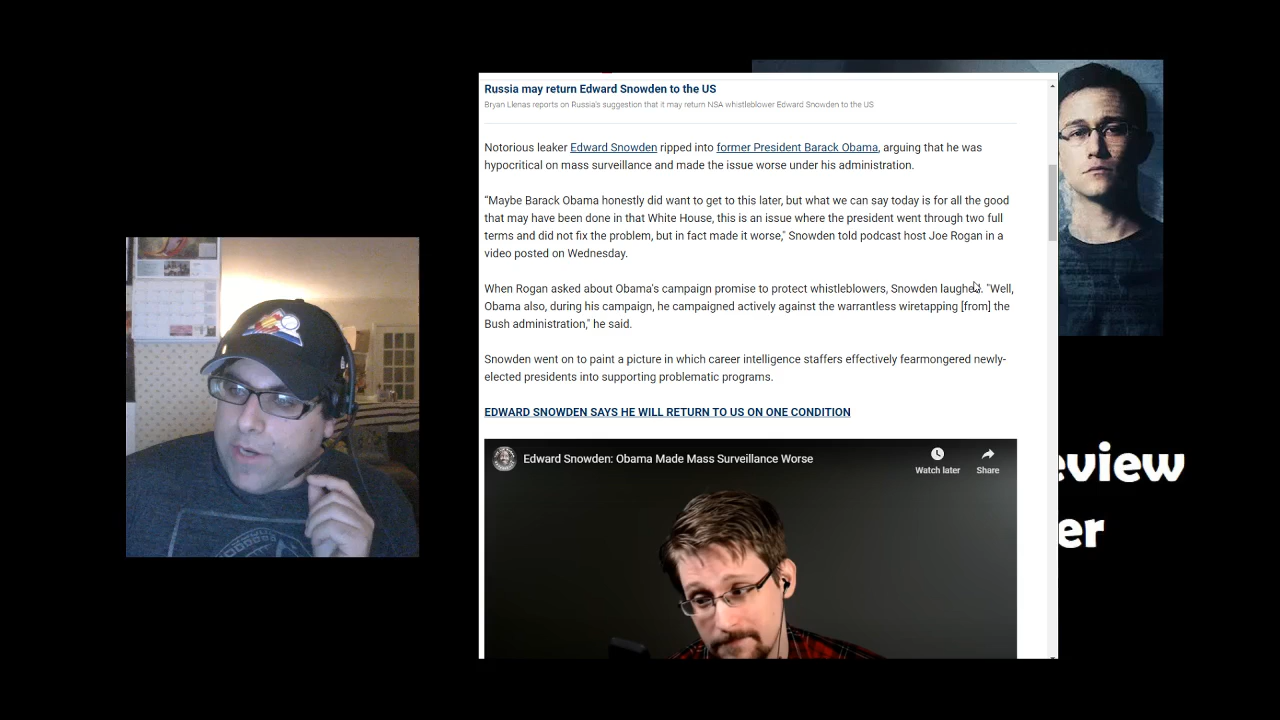 Russia may return Edward Snowden to the US
Bryan Llenas reports on Russia's suggestion that it may return NSA whistleblower Edward Snowden to the US
Notorious leaker Edward Snowden ripped into former President Barack Obama, arguing that he was
hypocritical on mass surveillance and made the issue worse under his administration.
“Maybe Barack Obama honestly did want to get to this later, but what we can say today is for all the good
that may have been done in that White House, this is an issue where the president went through two full
terms and did not fix the problem, but in fact made it worse," Snowden told podcast host Joe Rogan in a
video posted on Wednesday.
When Rogan asked about Obama's campaign promise to protect whistleblowers, Snowden laughed. "Well,
Obama also, during his campaign, he campaigned actively against the warrantless wiretapping [from] the
Bush administration," he said.
Snowden went on to paint a picture in which career intelligence staffers effectively fearmongered newly-
elected presidents into supporting problematic programs.
EDWARD SNOWDEN SAYS HE WILL RETURN TO US ON ONE CONDITION
Edward Snowden: Obama Made Mass Surveillance Worse
Watch later
Share
eview
er